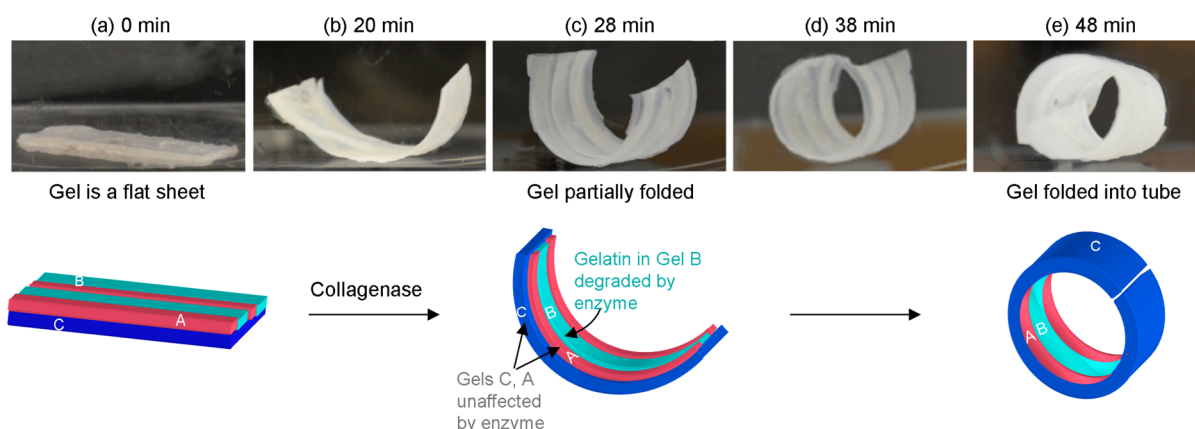 (a) 0 min
(b) 20 min
(c) 28 min
(d) 38 min
(e) 48 min
Gel is a flat sheet
Gel partially folded
Gel folded into tube
B
A
C
Collagenase
Gelatin in Gel B
degraded by
enzyme
B
C
A
Gels C, A
unaffected
by enzyme
C
A
B